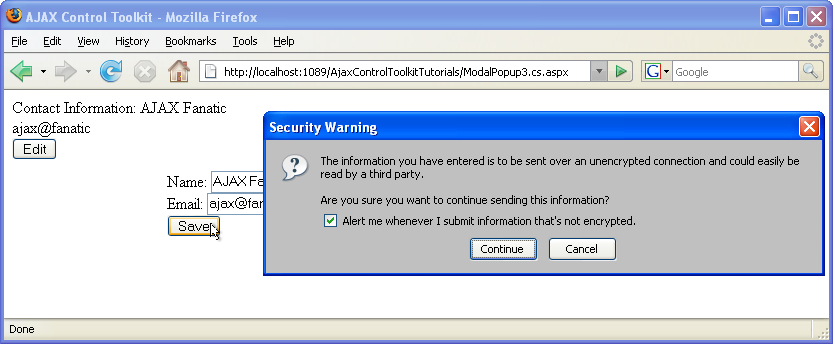 AJAX Control Toolkit - Mozilla Firefox
File Edit View History Bookmarks Tools Help
http://localhost:1089/AjaxControlToolkitTutorials/ModalPopup3.cs.aspx
G Google
Contact Information: AJAX Fanatic
ajax@fanatic
Edit
Name: AJAX Fa
Email: ajax@fan
Save
Security Warning
The information you have entered is to be sent over an unencrypted connection and could easily be
read by a third party.
Are you sure you want to continue sending this information?
Alert me whenever I submit information that's not encrypted.
Continue Cancel
Done